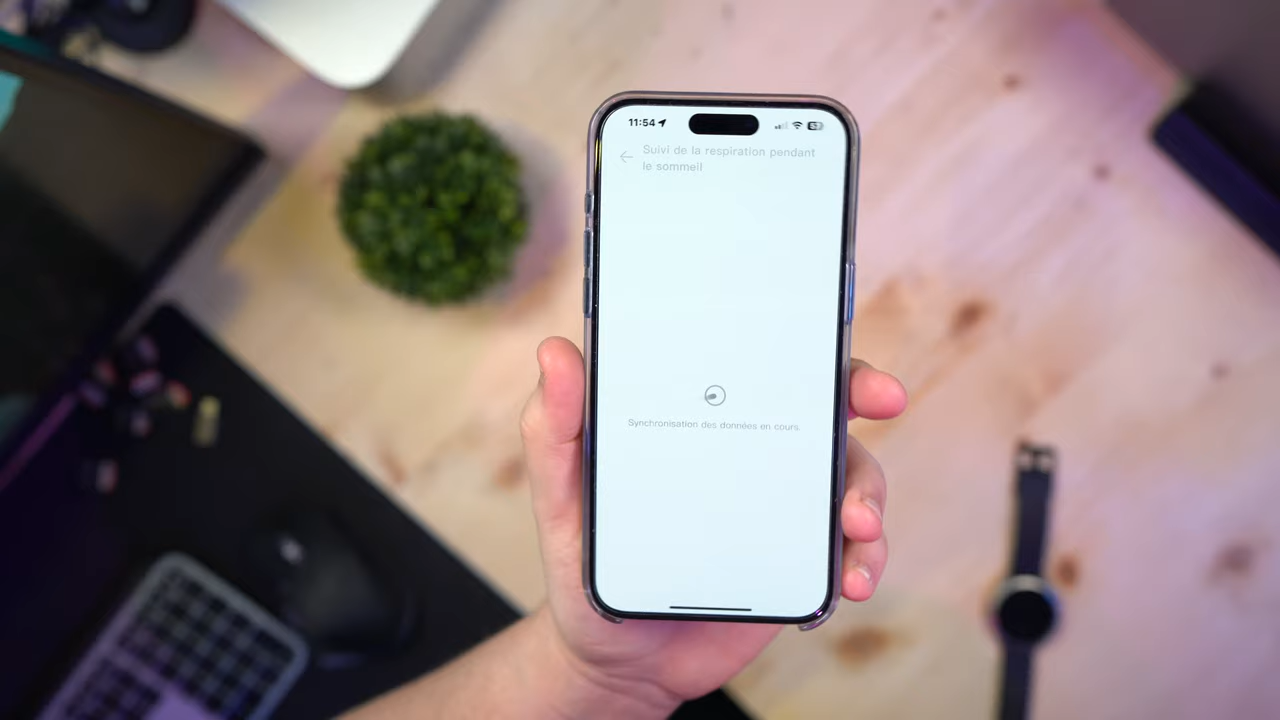 11:54
Suivi de la respiration pendant
le sommeil
Synchronisation des données en cours.